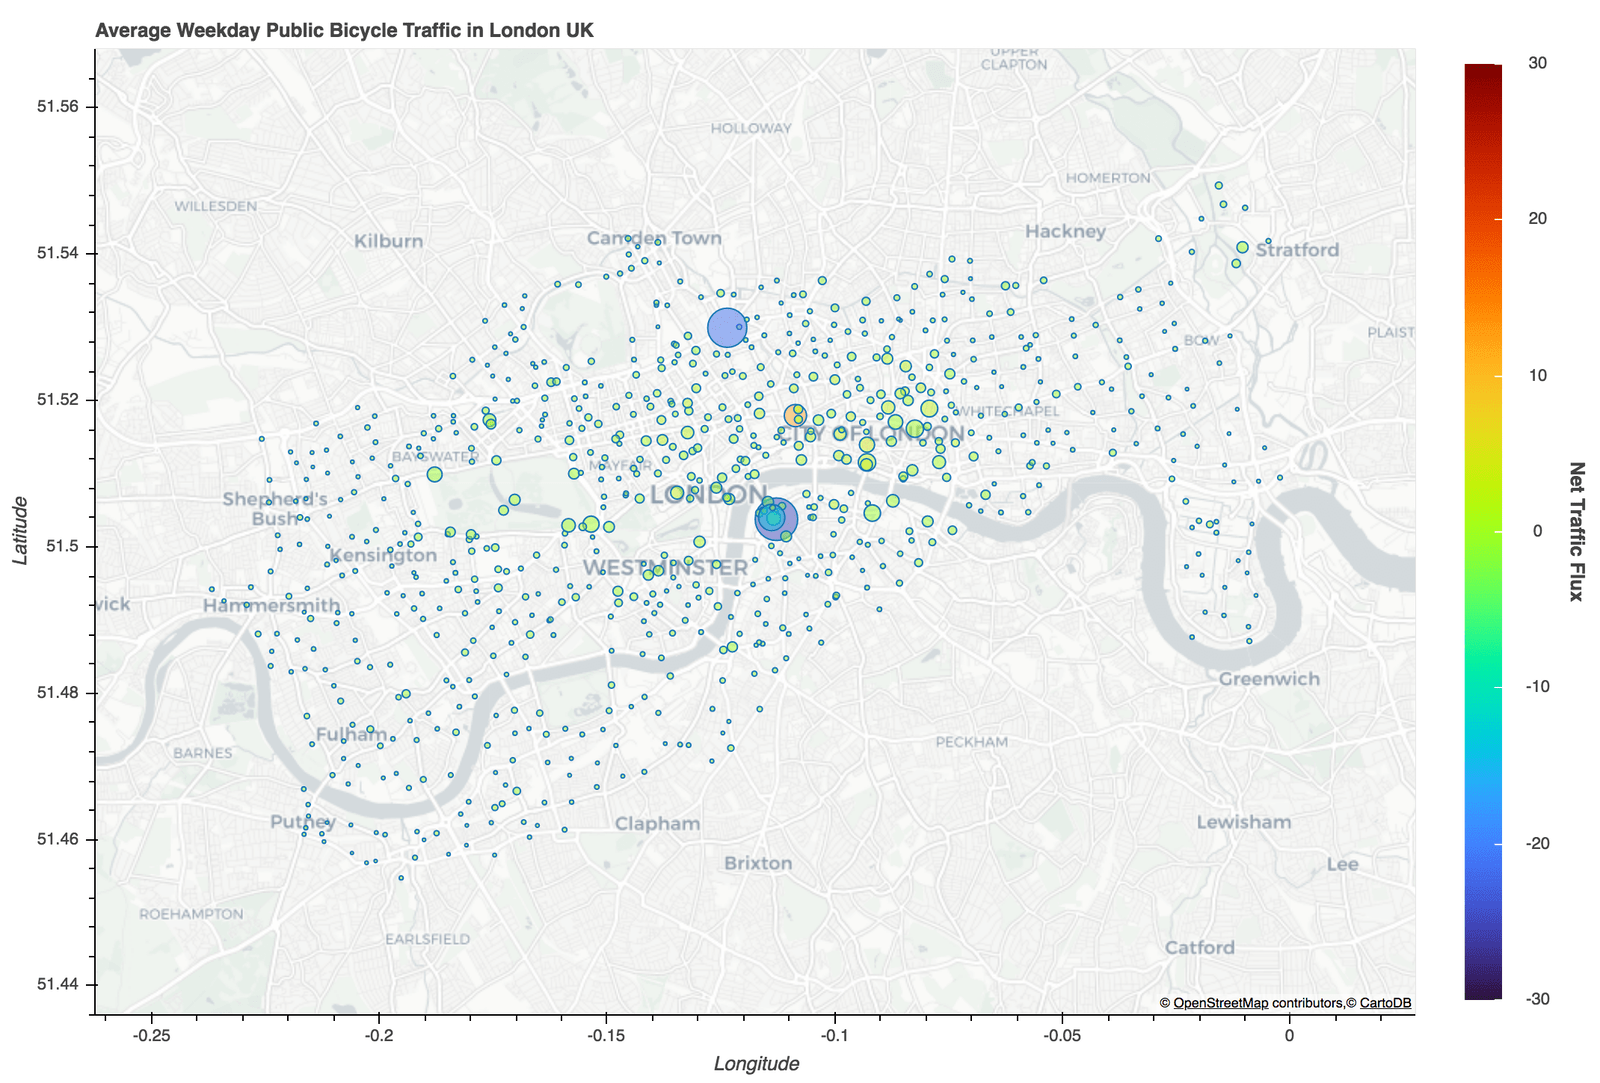 Average Weekday Public Bicycle Traffic in London UK
UPPER
CLAPTON
HOLLOWAY
HOMERTON
WILLESDEN
Kilburn
Camden Town
Hackney
Stratford
BOW
PLAIST
WHITECHAPEL
CITY OF LONDON
BAYSWATER
MAYFAIR
LONDON
Shepherd's
Bush
Kensington
WESTMINSTER
wick
Hammersmith
Greenwich
Fulham
BARNES
PECKHAM
Putney
Clapham
Lewisham
Brixton
Lee
ROEHAMPTON
EARLSFIELD
Catford
© OpenStreetMap contributors,© CartoDB
51.56
51.54
51.52
51.5
51.48
51.46
51.44
Latitude
-0.25
-0.2
-0.15
-0.1
-0.05
0
Longitude
30
20
10
0
-10
-20
-30
Net Traffic Flux